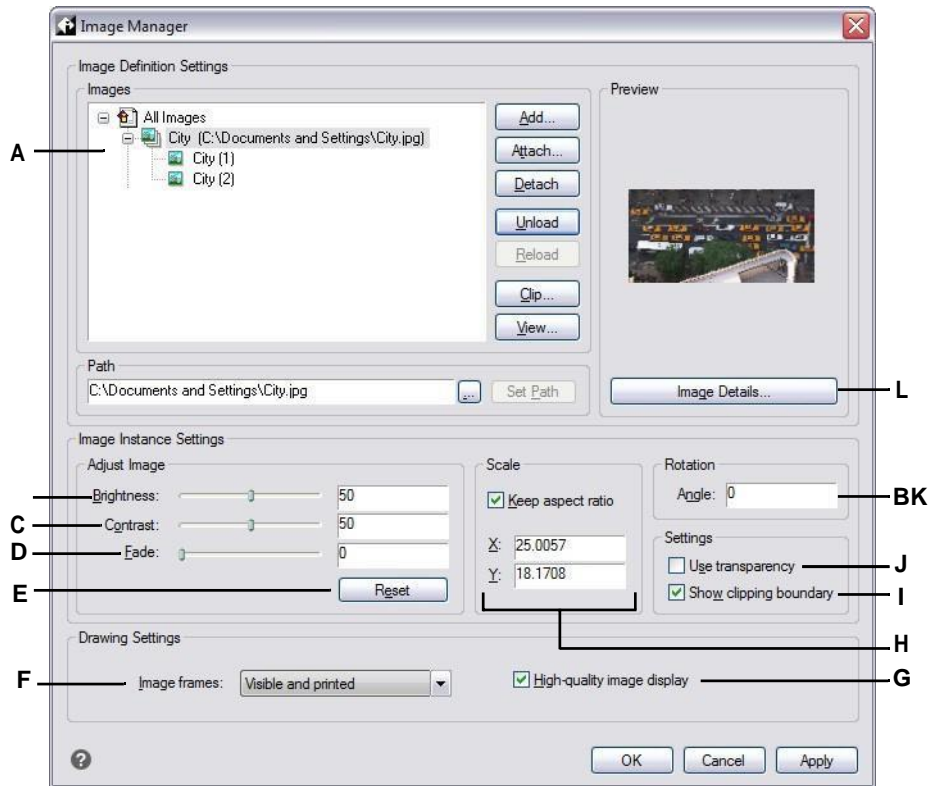 Image Manager
Image Definition Settings
Images
Preview
All Images
Add...
A
City (C:\Documents and Settings\City.jpg)
City (1)
Attach...
City (2)
Detach
Unload
Reload
Clip...
View...
Path
C:\Documents and Settings\City.jpg
...
Set Path
Image Details...
L
Image Instance Settings
Adjust Image
Scale
Rotation
Brightness:
50
Keep aspect ratio
Angle:
0
BK
C
Contrast:
50
Settings
D
Fade:
0
X:
25.0057
Use transparency
J
Y:
18.1708
E
Reset
Show clipping boundary
I
H
Drawing Settings
F
Image frames:
Visible and printed
High-quality image display
G
?
OK
Cancel
Apply